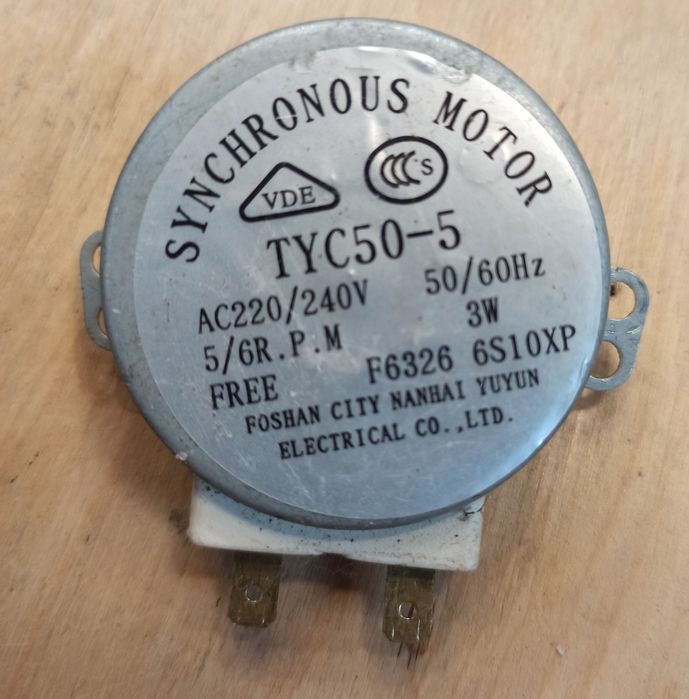 SYNCHRONOUS MOTOR
VDE
CCC S
TYC50-5
AC220/240V 50/60Hz
5/6R.P.M 3W
FREE F6326 6S10XP
FOSHAN CITY NANHAI YUYUN
ELECTRICAL CO.,LTD.